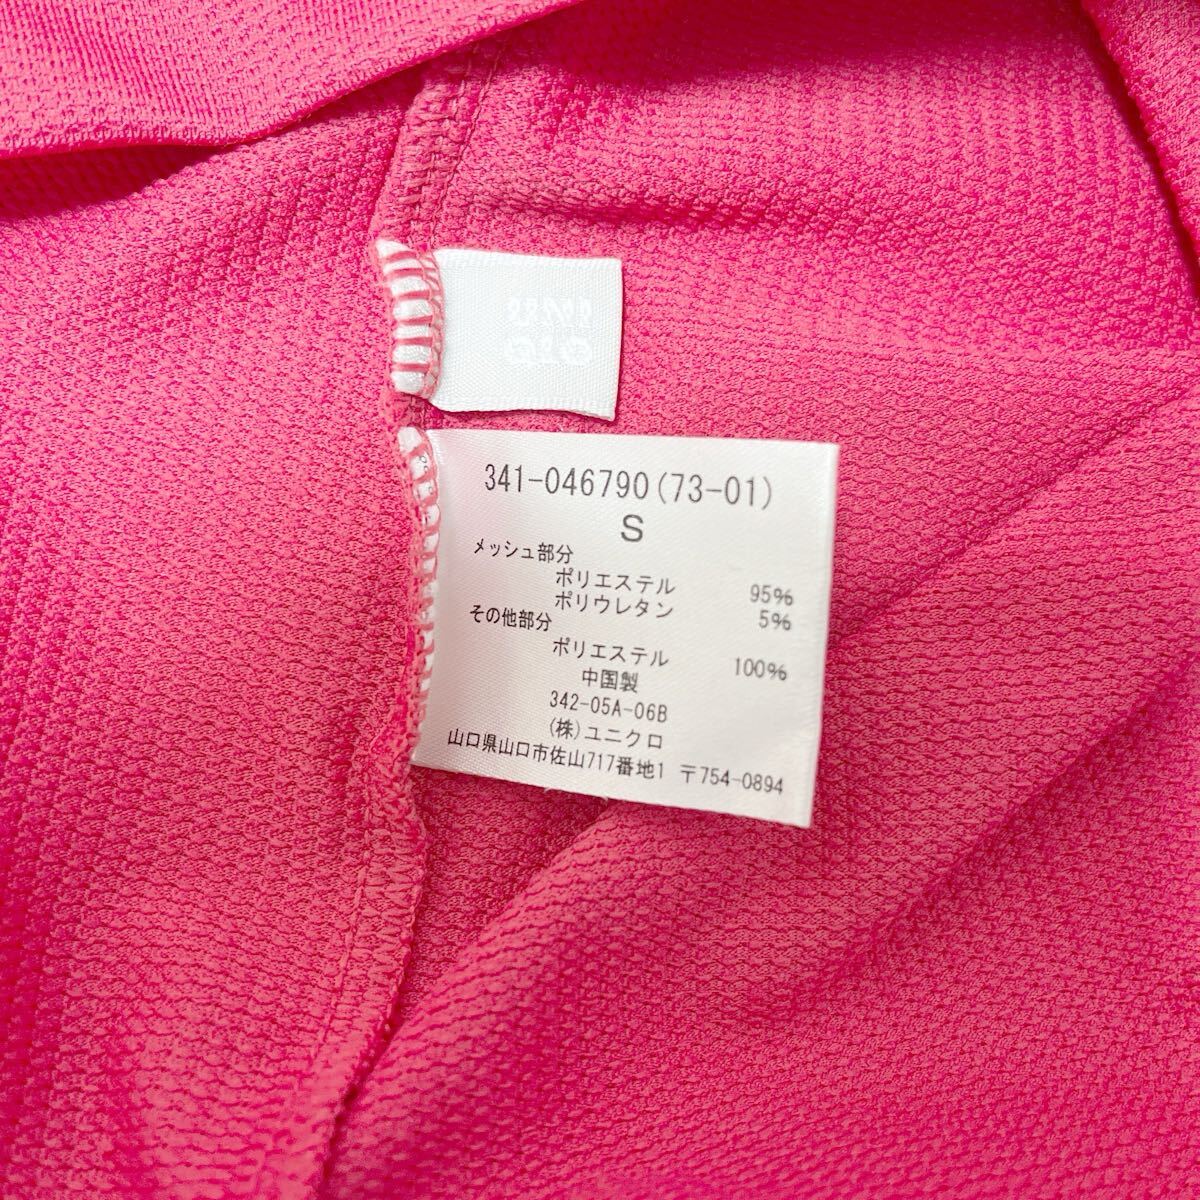 341-046790(73-01)
S
メッシュ部分
ポリエステル 95%
ポリウレタン 5%
その他部分
ポリエステル 100%
中国製
342-05A-06B
(株)ユニクロ
山口県山口市佐山717番地1 〒754-0894